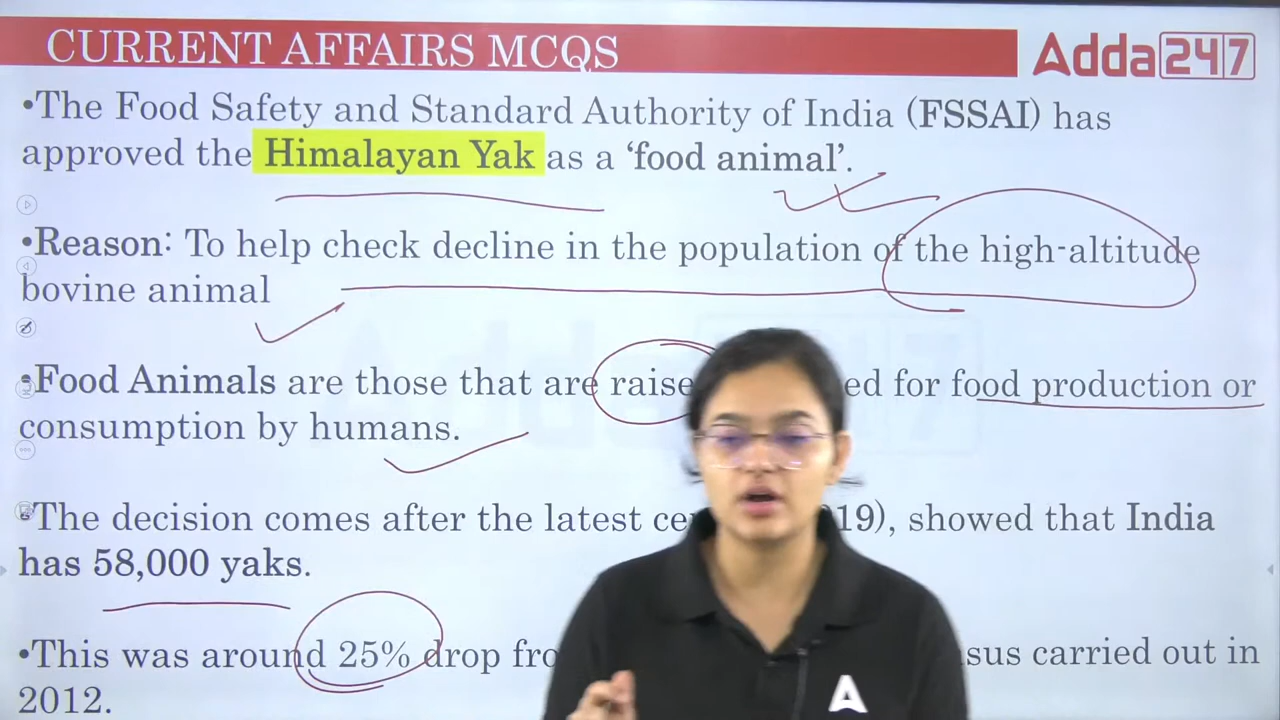 CURRENT AFFAIRS MCQS
Adda247
•The Food Safety and Standard Authority of India (FSSAI) has
approved the Himalayan Yak as a ‘food animal’.
•Reason: To help check decline in the population of the high-altitude
bovine animal
•Food Animals are those that are raise ed for food production or
consumption by humans.
•The decision comes after the latest 19), showed that India
has 58,000 yaks.
•This was around 25% drop carried out in
2012.